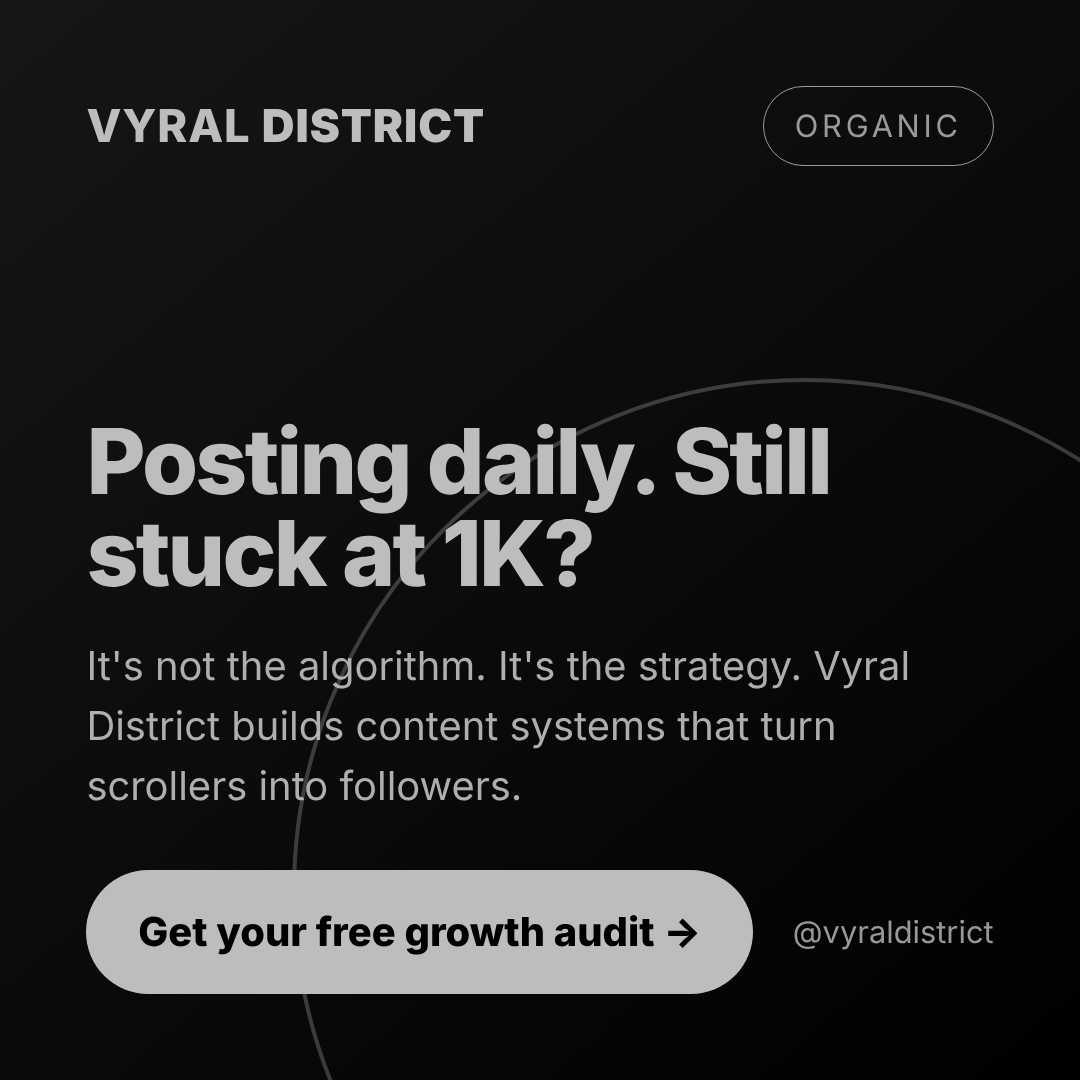 VYRAL DISTRICT
ORGANIC
Posting daily. Still
stuck at 1K?
It's not the algorithm. It's the strategy. Vyral
District builds content systems that turn
scrollers into followers.
Get your free growth audit →
@vyraldistrict